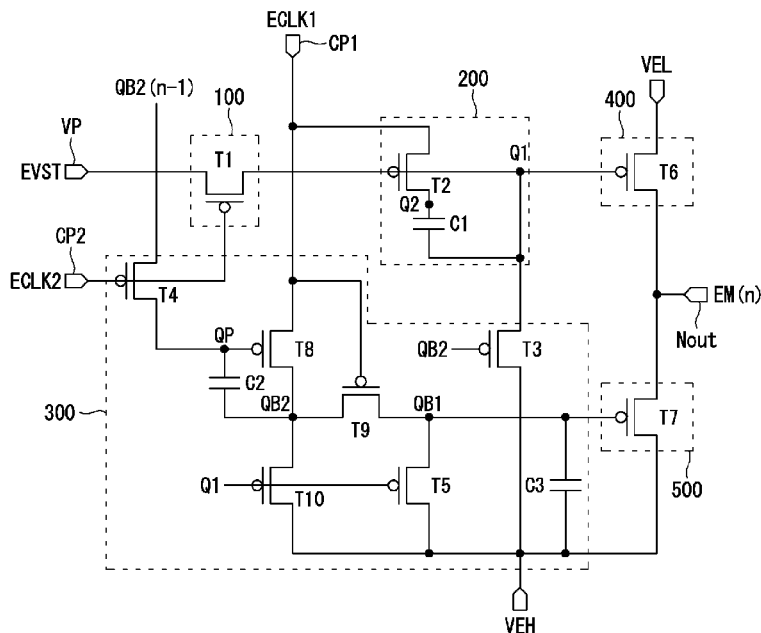 ECLK1
CP1
VEL
QB2(n-1)
200
400
VP
100
EVST
T1
Q1
T2
T6
Q2
C1
CP2
ECLK2
T4
EM(n)
Nout
QP
T8
QB2
T3
C2
300
QB2
T9
QB1
T7
Q1
T10
T5
C3
500
VEH